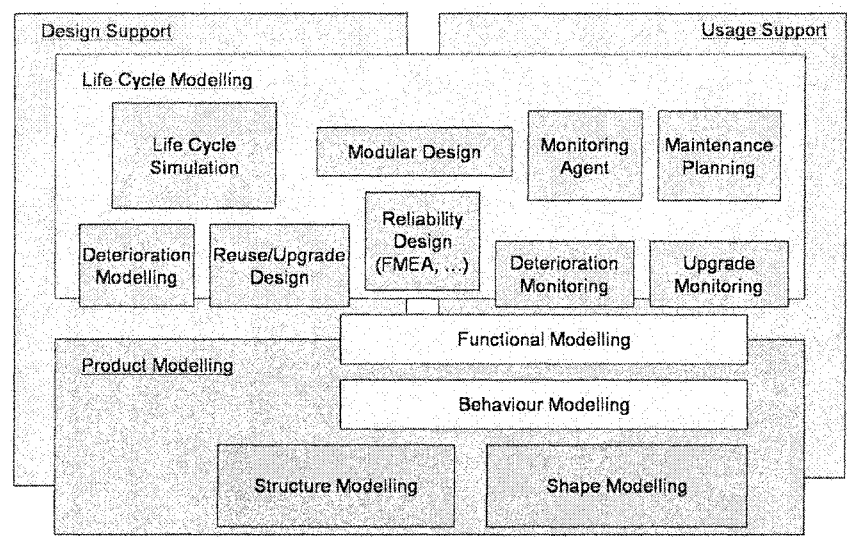 Design Support
Usage Support
Life Cycle Modelling
Life Cycle
Simulation
Modular Design
Monitoring
Agent
Maintenance
Planning
Reliability
Design
(FMEA, ...)
Deterioration
Modelling
Reuse/Upgrade
Design
Deterioration
Monitoring
Upgrade
Monitoring
Functional Modelling
Product Modelling
Behaviour Modelling
Structure Modelling
Shape Modelling